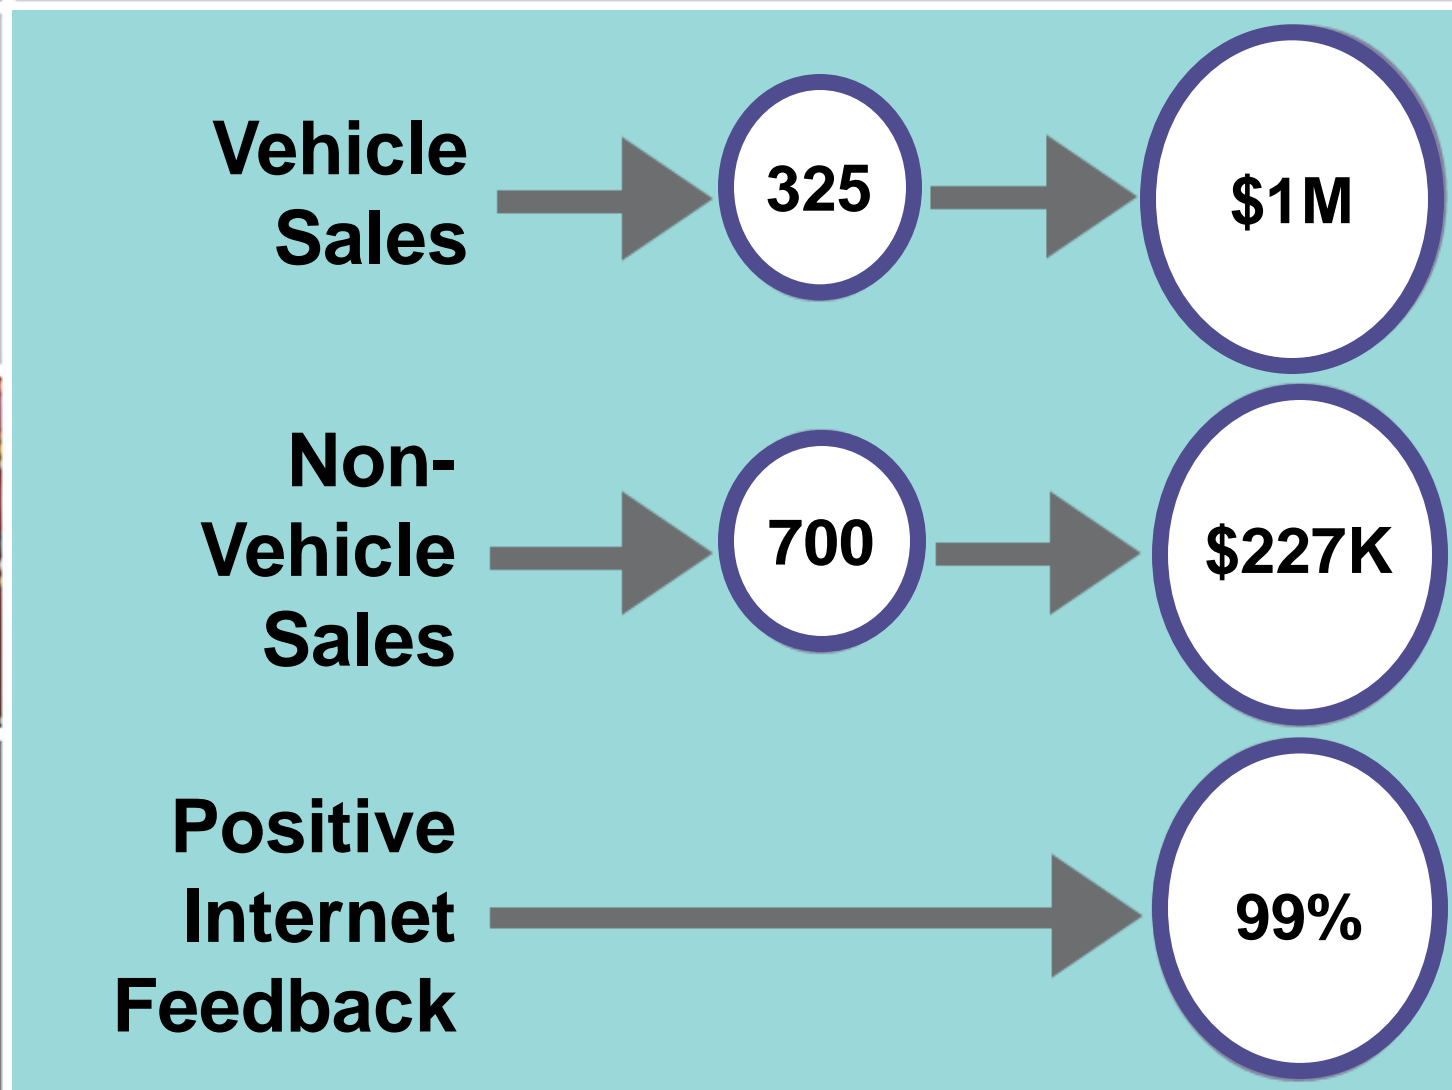 Vehicle
Sales
325
$1M
Non-
Vehicle
Sales
700
$227K
Positive
Internet
Feedback
99%